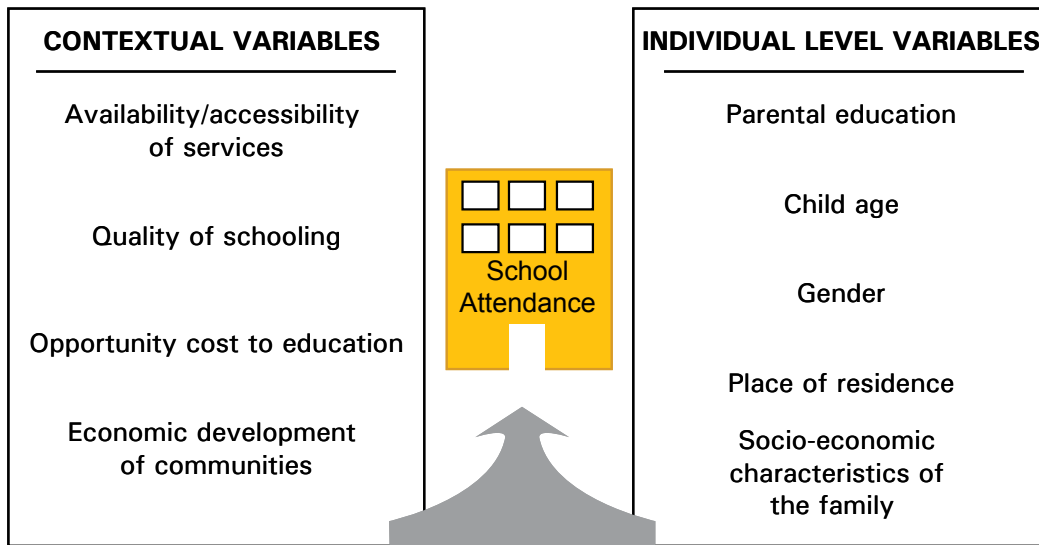 CONTEXTUAL VARIABLES
Availability/accessibility
of services
Quality of schooling
Opportunity cost to education
Economic development
of communities
School
Attendance
INDIVIDUAL LEVEL VARIABLES
Parental education
Child age
Gender
Place of residence
Socio-economic
characteristics of
the family